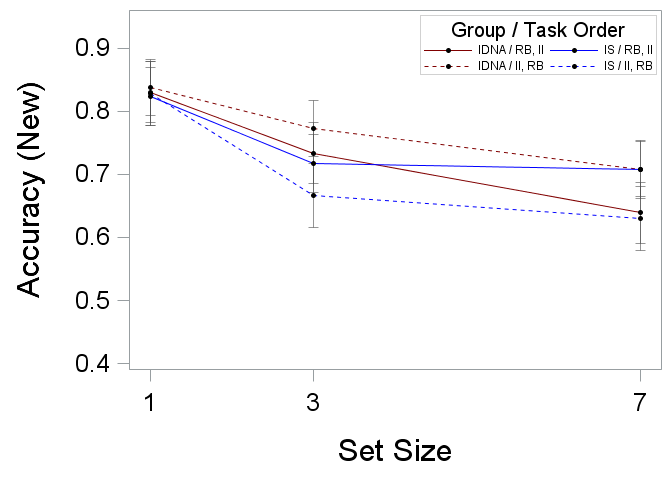 Group / Task Order
IDNA / RB, II IS / RB, II
IDNA / II, RB IS / II, RB
Accuracy (New)
0.9
0.8
0.7
0.6
0.5
0.4
1 3 7
Set Size